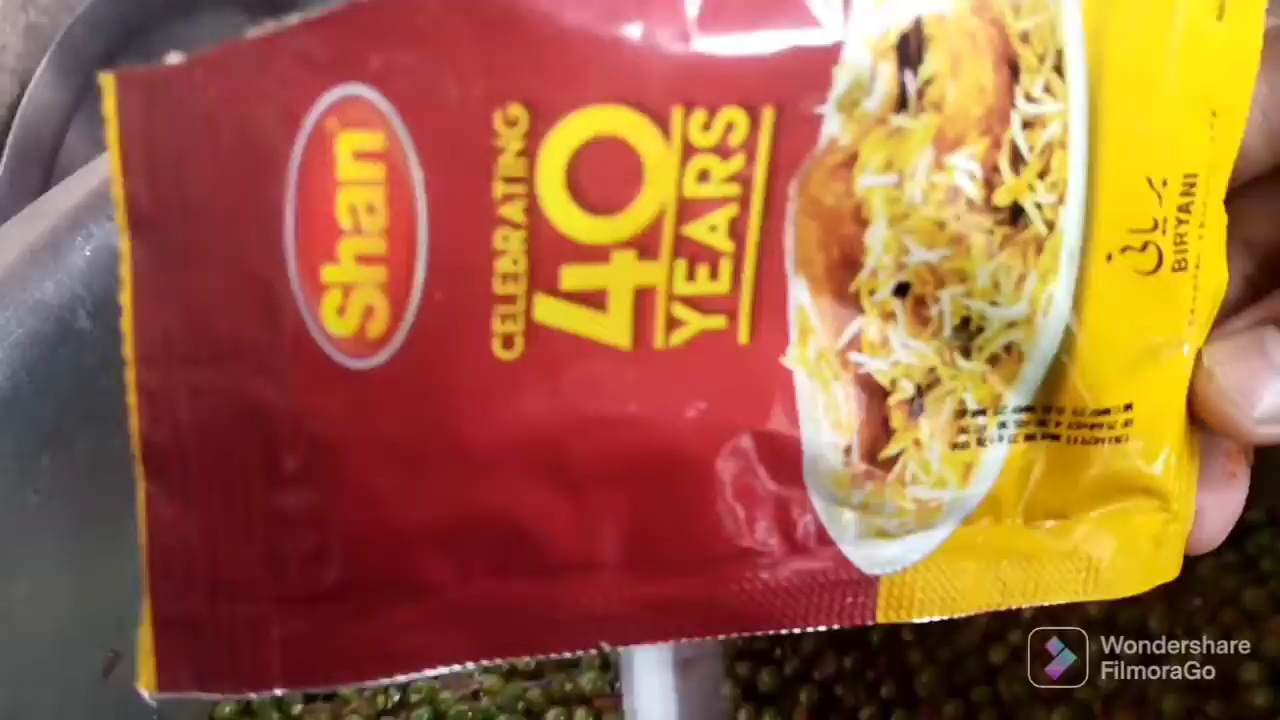 Shan
CELEBRATING
40
YEARS
بریانی
BIRYANI
Wondershare
FilmoraGo